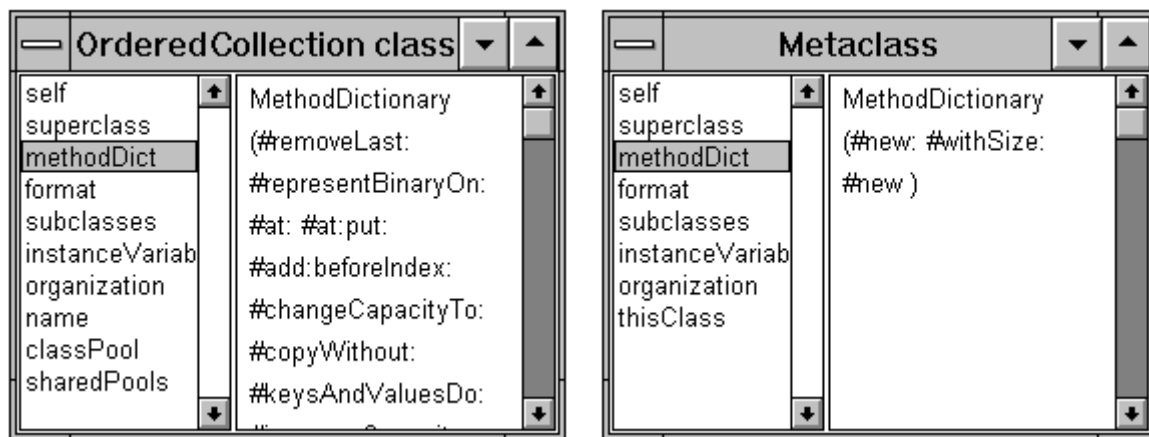 OrderedCollection class
self
superclass
methodDict
format
subclasses
instanceVariab
organization
name
classPool
sharedPools
MethodDictionary
(#removeLast:
#representBinaryOn:
#at: #at:put:
#add:beforeIndex:
#changeCapacityTo:
#copyWithout:
#keysAndValuesDo:
Metaclass
self
superclass
methodDict
format
subclasses
instanceVariab
organization
thisClass
MethodDictionary
(#new: #withSize:
#new )